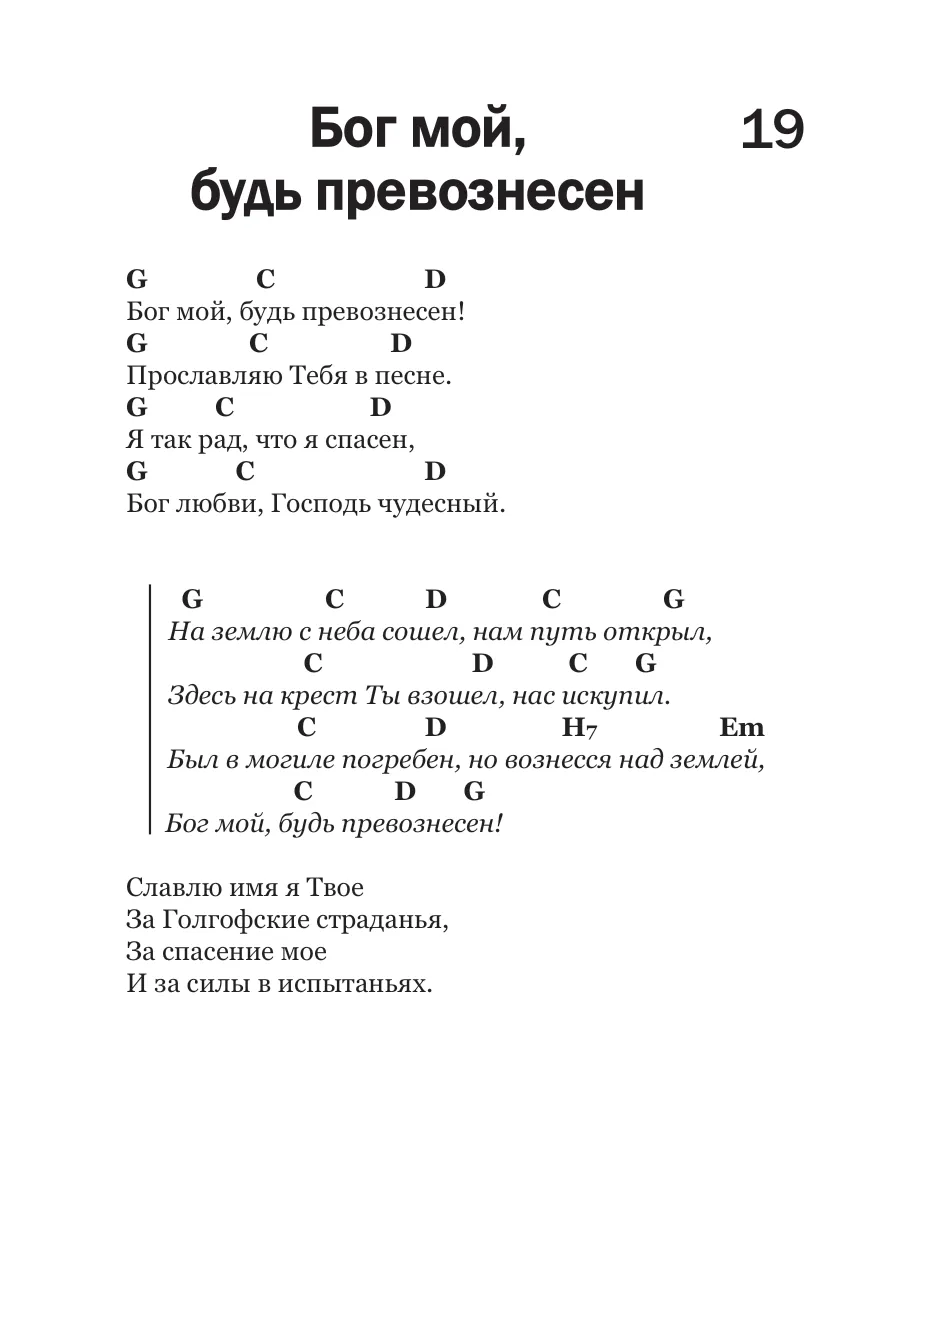 Бог мой,
будь превознесен
19
G C D
Бог мой, будь превознесен!
G C D
Прославляю Тебя в песне.
G C D
Я так рад, что я спасен,
G C D
Бог любви, Господь чудесный.
G C D C G
На землю с неба сошел, нам путь открыл,
C D C G
Здесь на крест Ты взошел, нас искупил.
C D H7 Em
Был в могиле погребен, но вознесся над землей,
C D G
Бог мой, будь превознесен!
Славлю имя я Твое
За Голгофские страданья,
За спасение мое
И за силы в испытаньях.